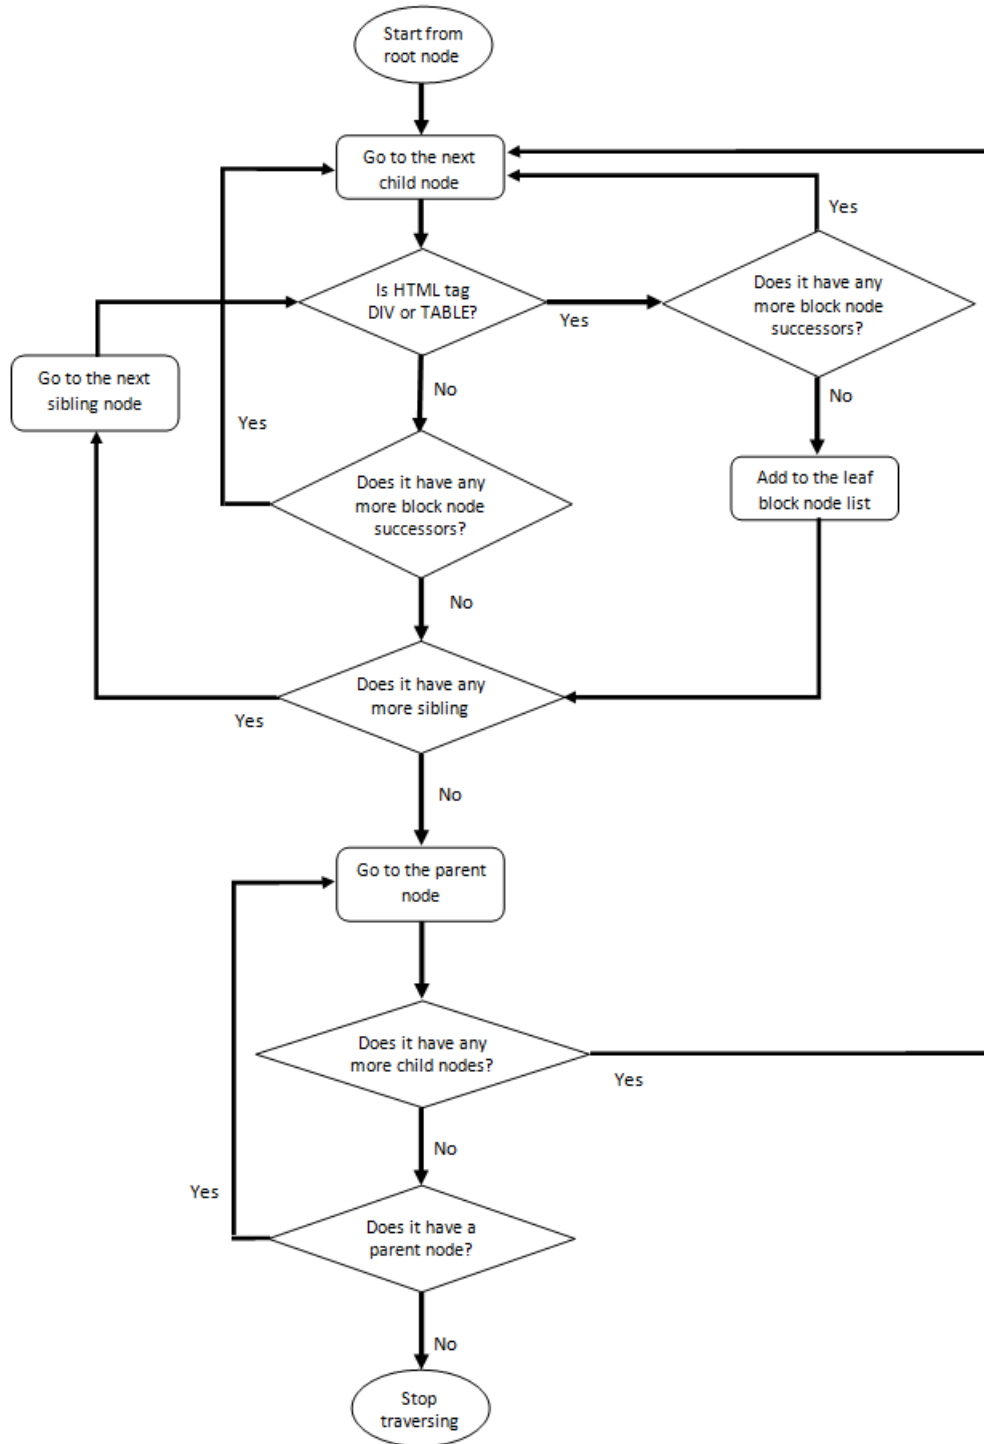 Start from
root node
Go to the next
child node
Yes
Is HTML tag
DIV or TABLE?
Yes
Does it have any
more block node
successors?
Go to the next
sibling node
No
No
Yes
Does it have any
more block node
successors?
Add to the leaf
block node list
No
Does it have any
more sibling
Yes
No
Go to the parent
node
Does it have any
more child nodes?
Yes
No
Yes
Does it have a
parent node?
No
Stop
traversing